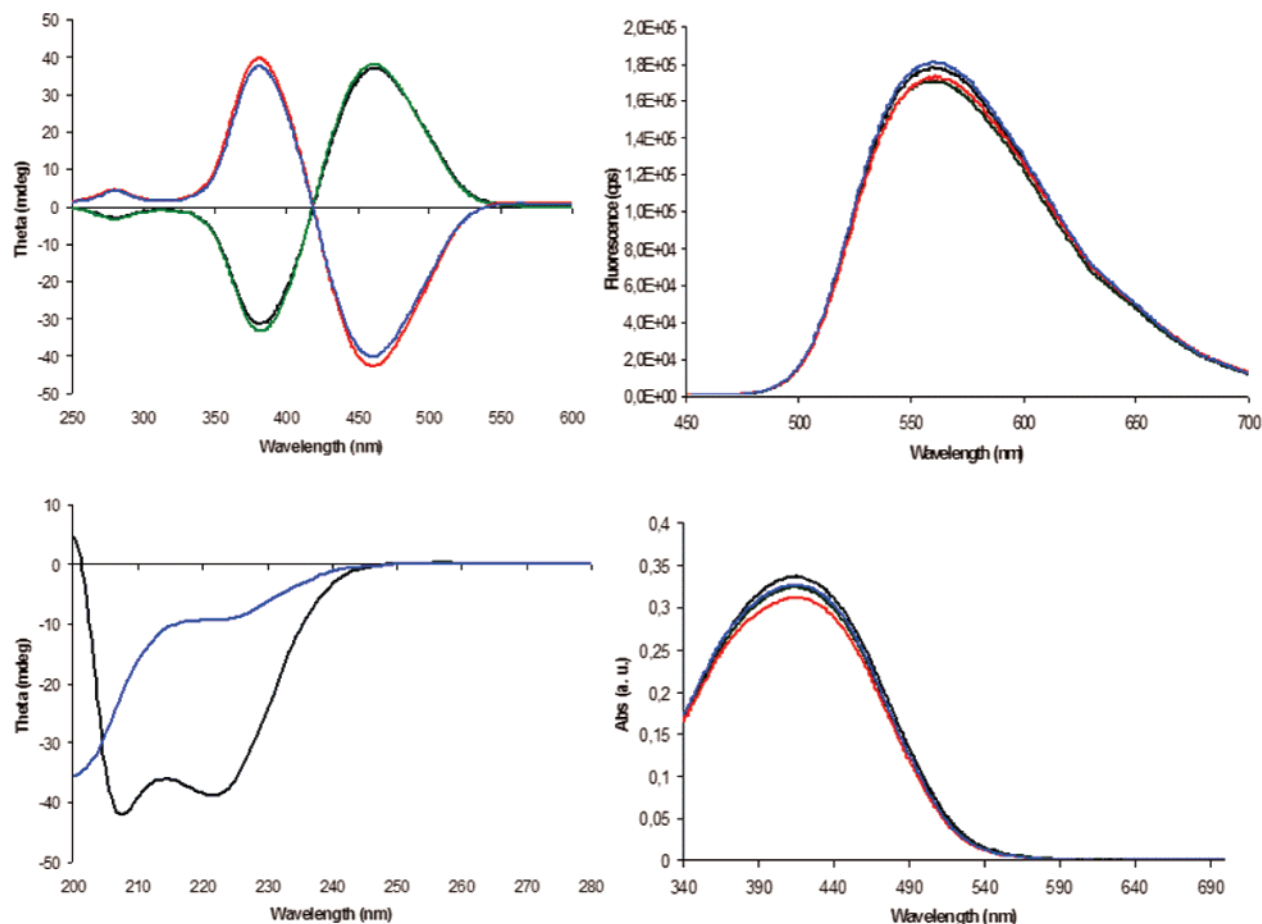 50
40
30
20
10
0
-10
-20
-30
-40
-50
Theta (mdeg)
250 300 350 400 450 500 550 600
Wavelength (nm)
2,0E+05
1,8E+05
1,6E+05
1,4E+05
1,2E+05
1,0E+05
8,0E+04
6,0E+04
4,0E+04
2,0E+04
0,0E+00
Fluorescence (cps)
450 500 550 600 650 700
Wavelength (nm)
10
0
-10
-20
-30
-40
-50
Theta (mdeg)
200 210 220 230 240 250 260 270 280
Wavelength (nm)
0,4
0,35
0,3
0,25
0,2
0,15
0,1
0,05
0
Abs (a. u.)
340 390 440 490 540 590 640 690
Wavelength (nm)